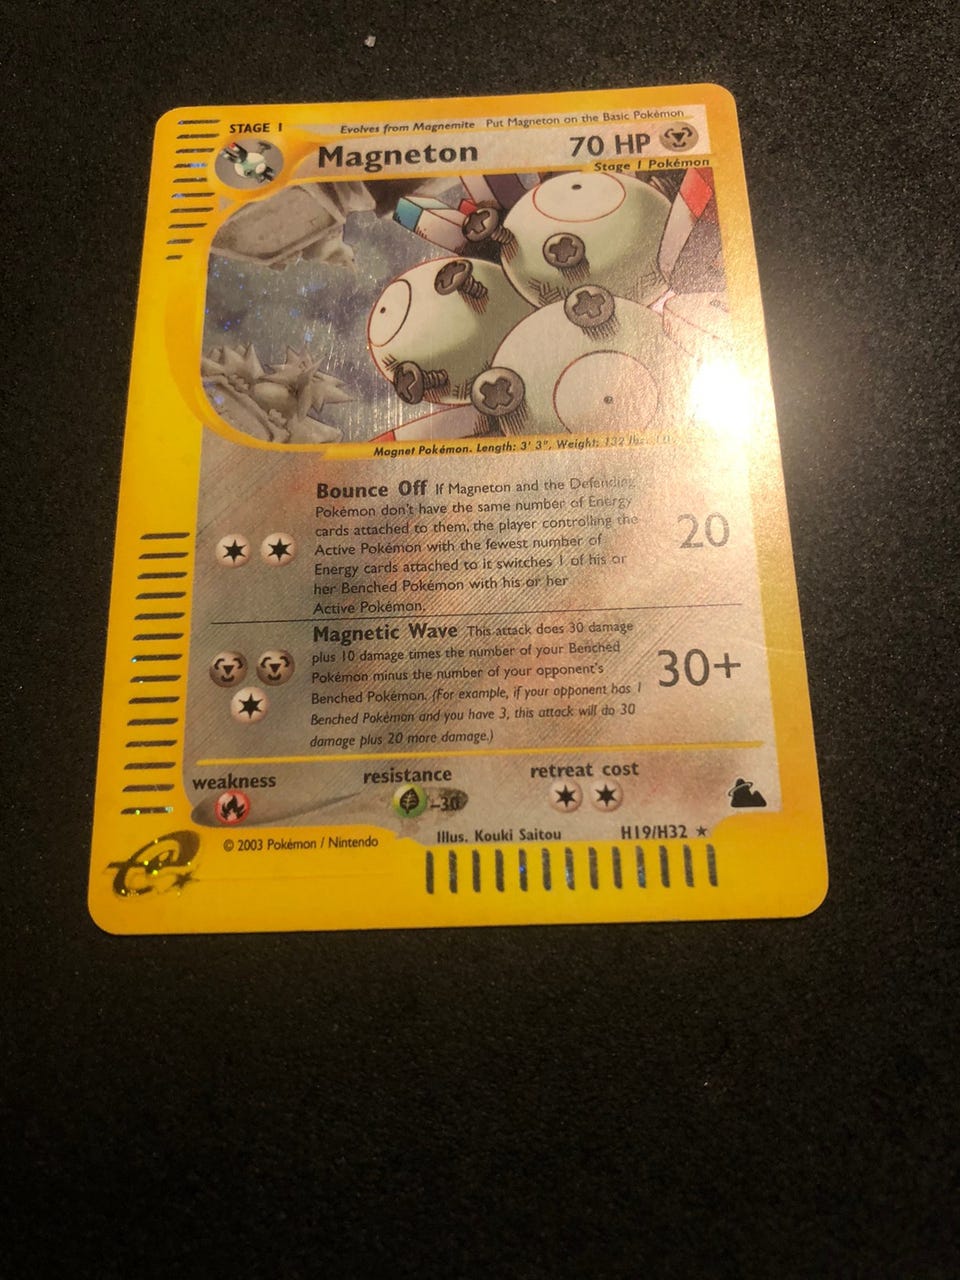 STAGE 1
Evolves from Magnemite Put Magneton on the Basic Pokémon
Magneton 70 HP
Stage 1 Pokémon
Magnet Pokémon. Length: 3' 3", Weight: 132 lbs.
Bounce Off If Magneton and the Defending
Pokémon don't have the same number of Energy
cards attached to them, the player controlling the
Active Pokémon with the fewest number of
Energy cards attached to it switches 1 of his or
her Benched Pokémon with his or her
Active Pokémon.
20
Magnetic Wave This attack does 30 damage
plus 10 damage times the number of your Benched
Pokémon minus the number of your opponent's
Benched Pokémon. (For example, if your opponent has 1
Benched Pokémon and you have 3, this attack will do 30
damage plus 20 more damage.)
30+
weakness resistance retreat cost
-30
Illus. Kouki Saitou H19/H32 ★
© 2003 Pokémon / Nintendo
e